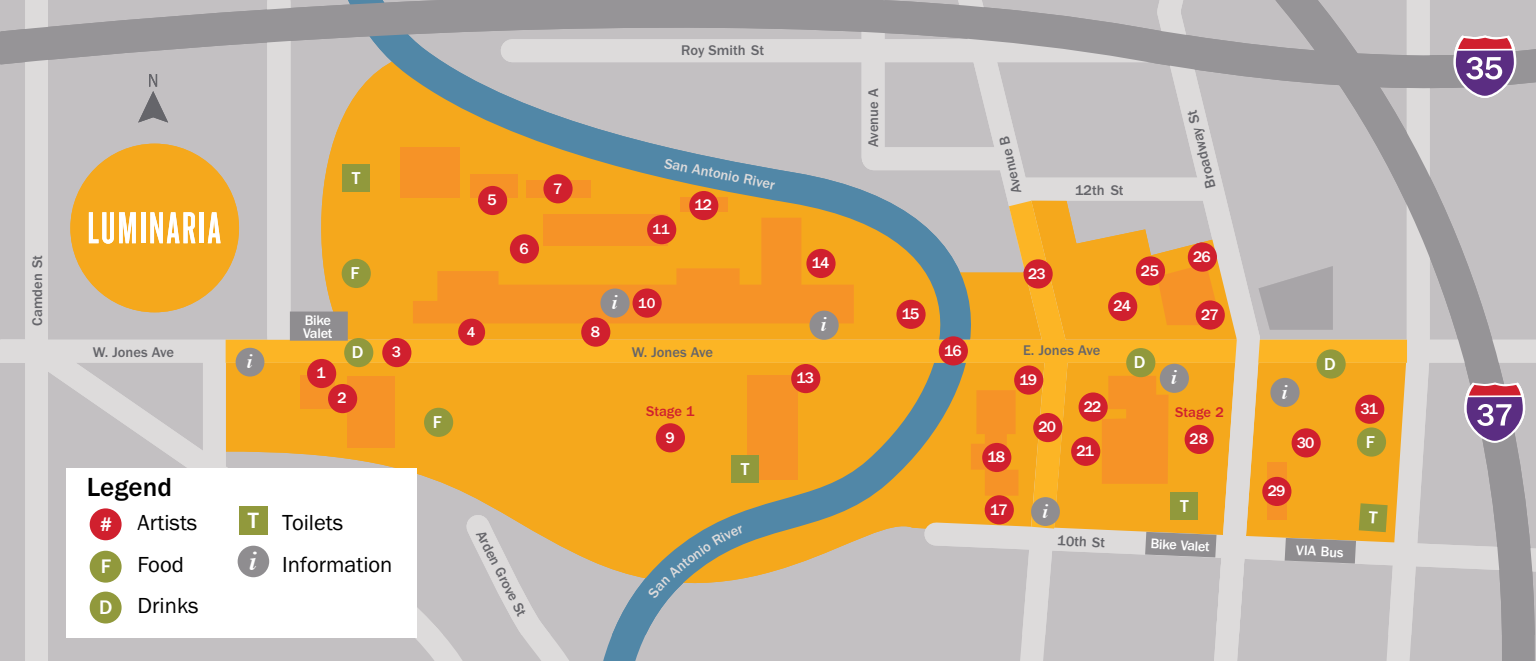 Roy Smith St
35
N
Avenue A
Avenue B
Broadway St
San Antonio River
T
12th St
7
5
12
LUMINARIA
11
6
26
14
25
F
23
Camden St
i
10
24
15
27
Bike
Valet
4
8
i
W. Jones Ave
D
3
W. Jones Ave
16
E. Jones Ave
i
D
D
1
13
19
i
i
2
37
Stage 1
22
Stage 2
31
F
20
9
28
30
F
21
18
T
Legend
29
#
Artists
T
Toilets
17
i
T
T
F
Food
i
Information
D
Drinks
Arden Grove St
San Antonio River
10th St
Bike Valet
VIA Bus